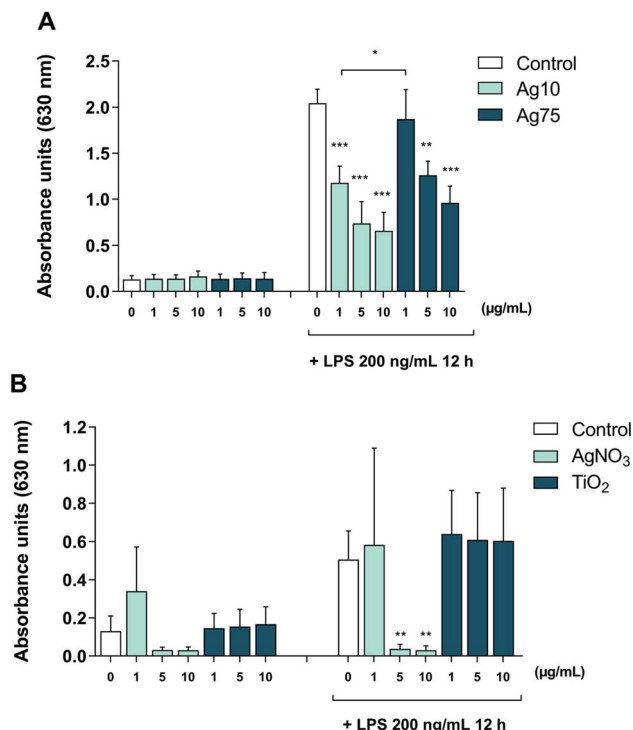 A
Absorbance units (630 nm)
2.5
2.0
1.5
1.0
0.5
0.0
*
*** *** *** ** ***
Control
Ag10
Ag75
0 1 5 10 1 5 10 0 1 5 10 1 5 10 (µg/mL)
+ LPS 200 ng/mL 12 h
B
Absorbance units (630 nm)
1.2
1.0
0.8
0.6
0.4
0.2
0.0
** **
Control
AgNO3
TiO2
0 1 5 10 1 5 10 0 1 5 10 1 5 10 (µg/mL)
+ LPS 200 ng/mL 12 h